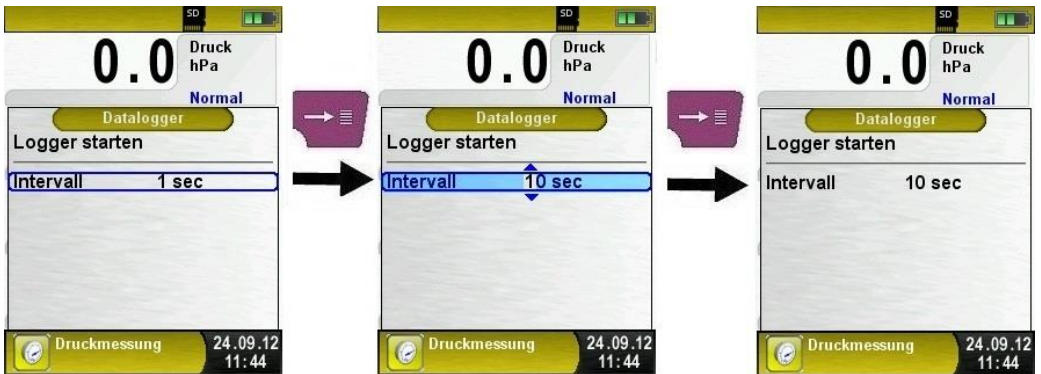 SD
0.0 Druck
hPa
Normal
Datalogger
Logger starten
Intervall 1 sec
Druckmessung 24.09.12
11:44
SD
0.0 Druck
hPa
Normal
Datalogger
Logger starten
Intervall 10 sec
Druckmessung 24.09.12
11:44
SD
0.0 Druck
hPa
Normal
Datalogger
Logger starten
Intervall 10 sec
Druckmessung 24.09.12
11:44